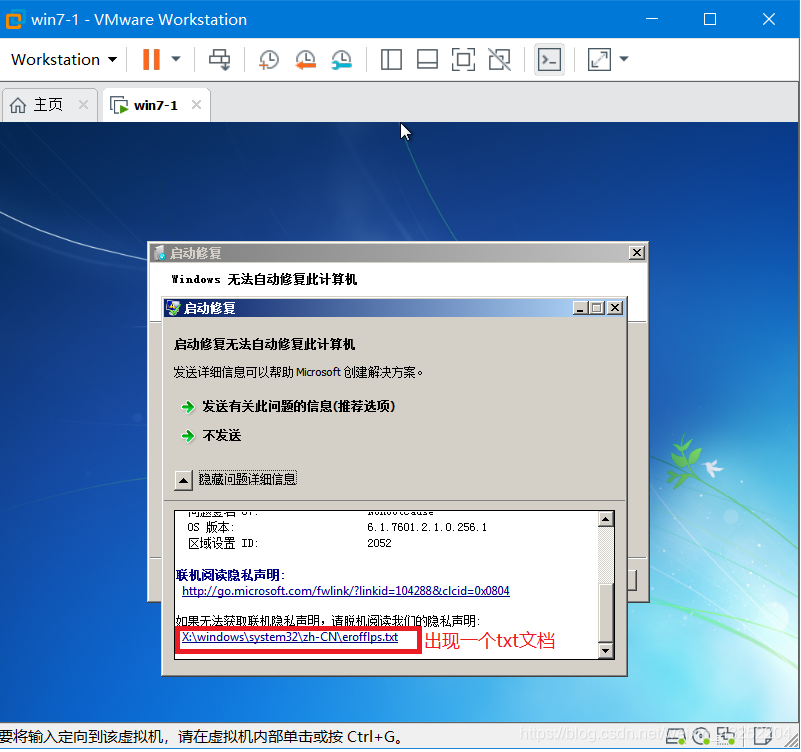 win7-1 - VMware Workstation
Workstation
主页
win7-1
启动修复
Windows 无法自动修复此计算机
启动修复
启动修复无法自动修复此计算机
发送详细信息可以帮助 Microsoft 创建解决方案。
发送有关此问题的信息(推荐选项)
不发送
隐藏问题详细信息
问题签名 07: NoRootCause
OS 版本: 6.1.7601.2.1.0.256.1
区域设置 ID: 2052
联机阅读隐私声明:
http://go.microsoft.com/fwlink/?linkid=104288&clcid=0x0804
如果无法获取联机隐私声明，请脱机阅读我们的隐私声明:
X:\windows\system32\zh-CN\erofflps.txt
出现一个txt文档
要将输入定向到该虚拟机，请在虚拟机内部单击或按 Ctrl+G。